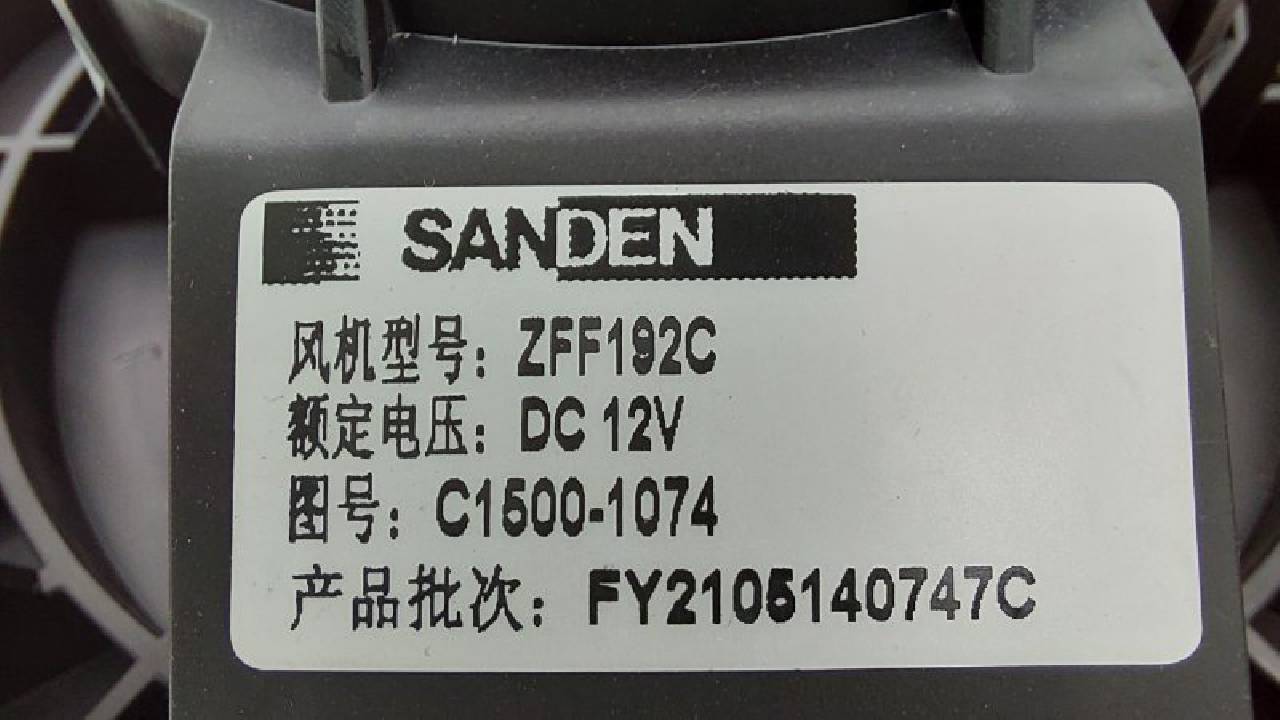 SANDEN
风机型号：ZFF192C
额定电压：DC 12V
图号：C1500-1074
产品批次：FY2105140747C